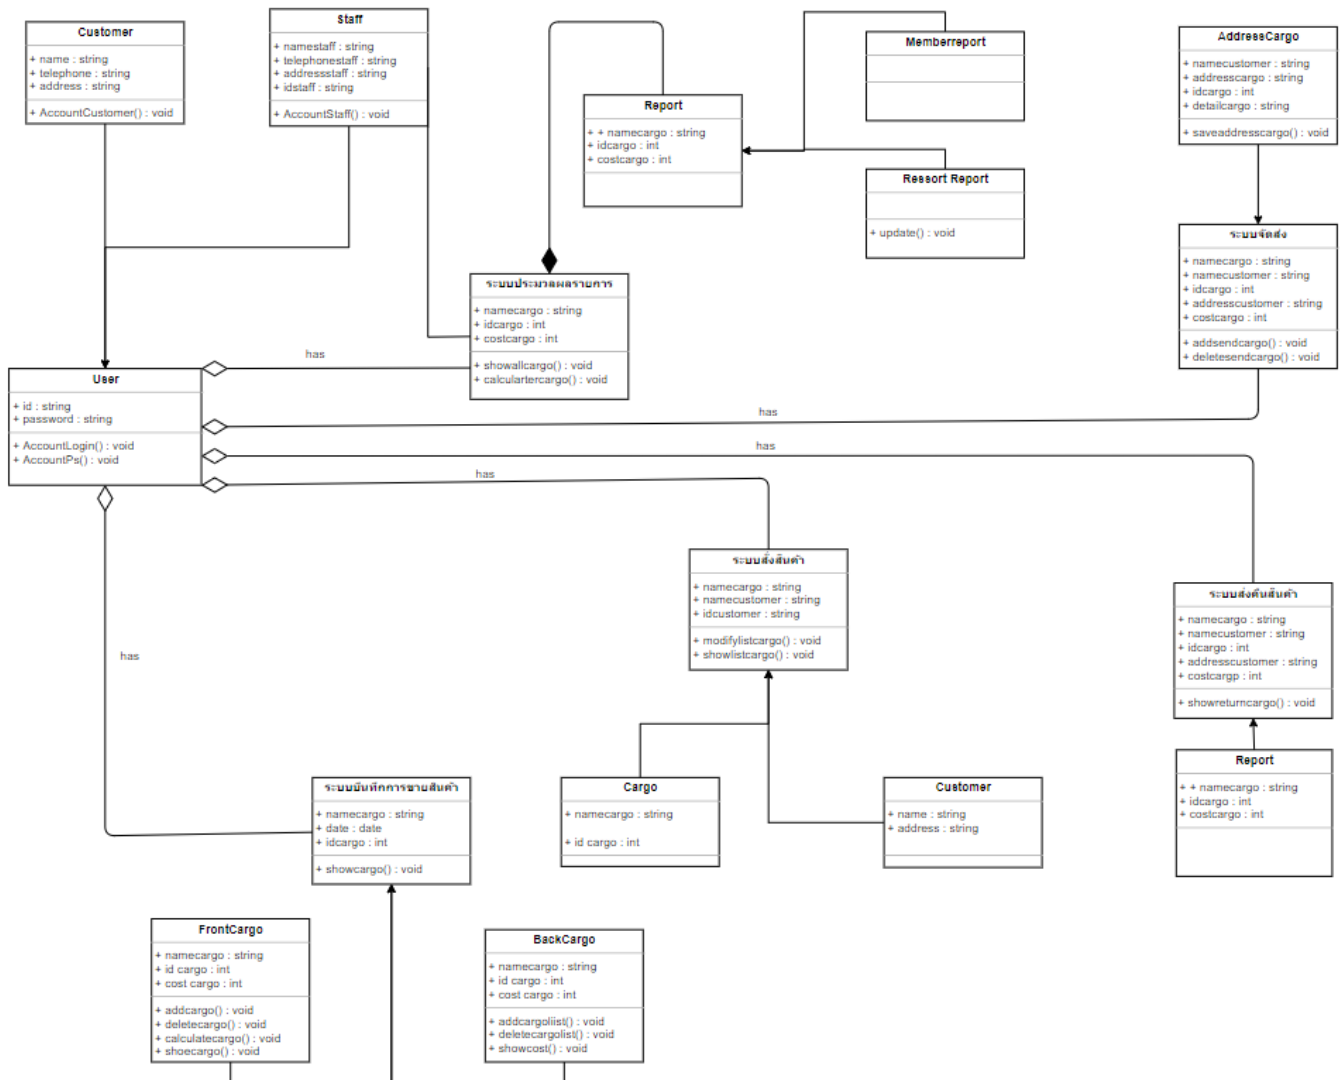 Customer
+ name : string
+ telephone : string
+ address : string
+ AccountCustomer() : void
Staff
+ namestaff : string
+ telephonestaff : string
+ addressstaff : string
+ idstaff : string
+ AccountStaff() : void
Report
+ + namecargo : string
+ idcargo : int
+ costcargo : int
Memberreport
Ressort Report
+ update() : void
AddressCargo
+ namecustomer : string
+ addresscargo : string
+ idcargo : int
+ detailcargo : string
+ saveaddresscargo() : void
ระบบจัดส่ง
+ namecargo : string
+ namecustomer : string
+ idcargo : int
+ addresscustomer : string
+ costcargo : int
+ addsendcargo() : void
+ deletesendcargo() : void
ระบบประมวลผลรายการ
+ namecargo : string
+ idcargo : int
+ costcargo : int
+ showallcargo() : void
+ calculartercargo() : void
has
User
+ id : string
+ password : string
+ AccountLogin() : void
+ AccountPs() : void
has
has
has
has
ระบบสั่งสินค้า
+ namecargo : string
+ namecustomer : string
+ idcustomer : string
+ modifylistcargo() : void
+ showlistcargo() : void
ระบบส่งคืนสินค้า
+ namecargo : string
+ namecustomer : string
+ idcargo : int
+ addresscustomer : string
+ costcargp : int
+ showreturncargo() : void
ระบบบันทึกการขายสินค้า
+ namecargo : string
+ date : date
+ idcargo : int
+ showcargo() : void
Cargo
+ namecargo : string
+ id cargo : int
Customer
+ name : string
+ address : string
Report
+ + namecargo : string
+ idcargo : int
+ costcargo : int
FrontCargo
+ namecargo : string
+ id cargo : int
+ cost cargo : int
+ addcargo() : void
+ deletecargo() : void
+ calculatecargo() : void
+ shoecargo() : void
BackCargo
+ namecargo : string
+ id cargo : int
+ cost cargo : int
+ addcargoliist() : void
+ deletecargolist() : void
+ showcost() : void